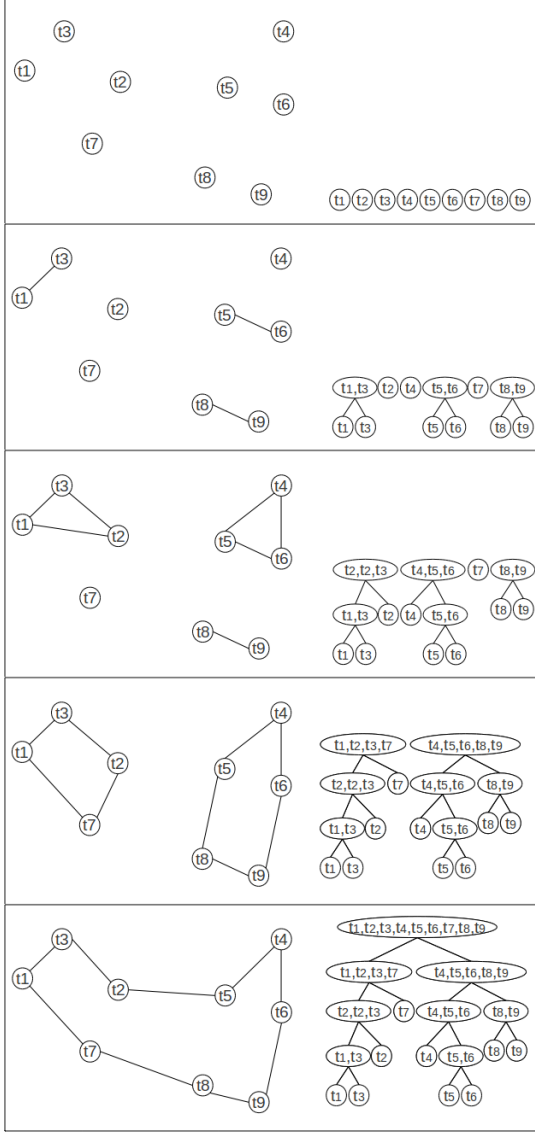 t3 t4
t1
t2 t5
t6
t7
t8
t9
t1 t2 t3 t4 t5 t6 t7 t8 t9
t3 t4
t1
t2 t5
t6
t7
t8
t9
t1,t3 t2 t4 t5,t6 t7 t8,t9
t1 t3 t5 t6 t8 t9
t3 t4
t1
t2 t5
t6
t7
t8
t9
t2,t2,t3 t4,t5,t6 t7 t8,t9
t1,t3 t2 t4 t5,t6 t8 t9
t1 t3 t5 t6
t3 t4
t1
t2 t5
t6
t7
t8
t9
t1,t2,t3,t7 t4,t5,t6,t8,t9
t2,t2,t3 t7 t4,t5,t6 t8,t9
t1,t3 t2 t4 t5,t6 t8 t9
t1 t3 t5 t6
t3 t4
t1
t2 t5
t6
t7
t8
t9
t1,t2,t3,t4,t5,t6,t7,t8,t9
t1,t2,t3,t7 t4,t5,t6,t8,t9
t2,t2,t3 t7 t4,t5,t6 t8,t9
t1,t3 t2 t4 t5,t6 t8 t9
t1 t3 t5 t6